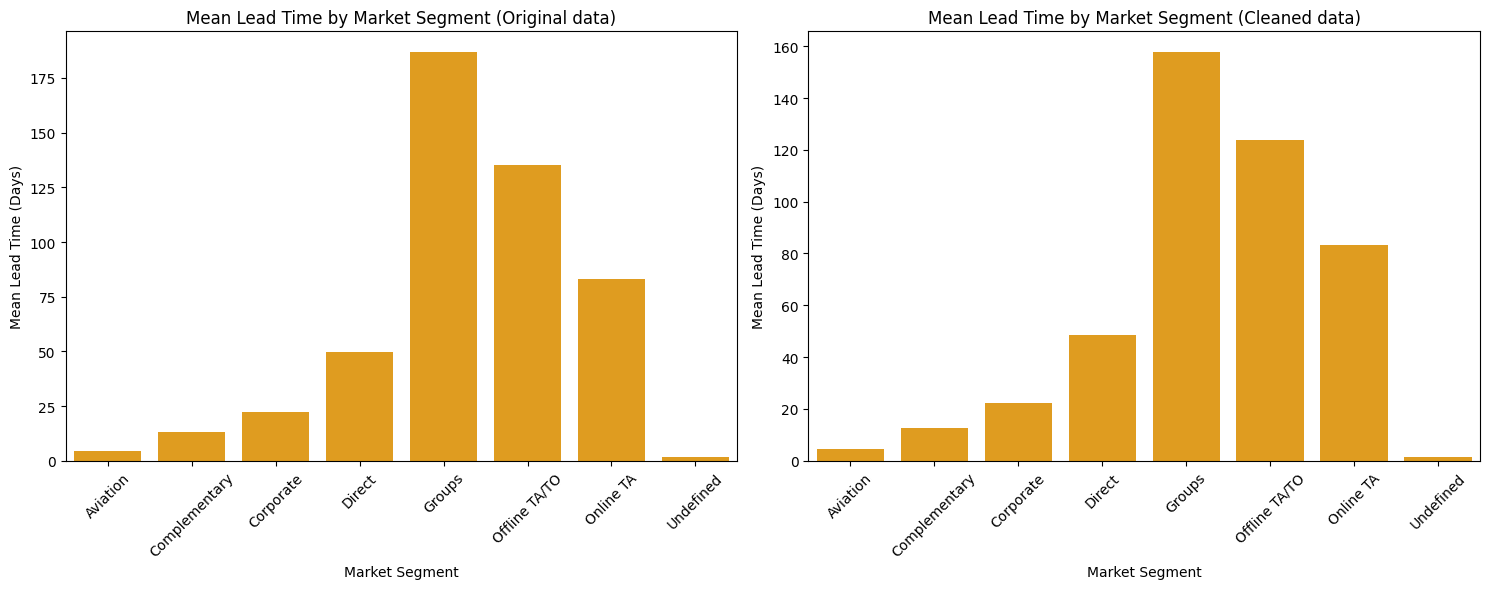 Mean Lead Time by Market Segment (Original data)
Mean Lead Time (Days)
175
150
125
100
75
50
25
0
Aviation
Complementary
Corporate
Direct
Groups
Offline TA/TO
Online TA
Undefined
Market Segment
Mean Lead Time by Market Segment (Cleaned data)
Mean Lead Time (Days)
160
140
120
100
80
60
40
20
0
Aviation
Complementary
Corporate
Direct
Groups
Offline TA/TO
Online TA
Undefined
Market Segment